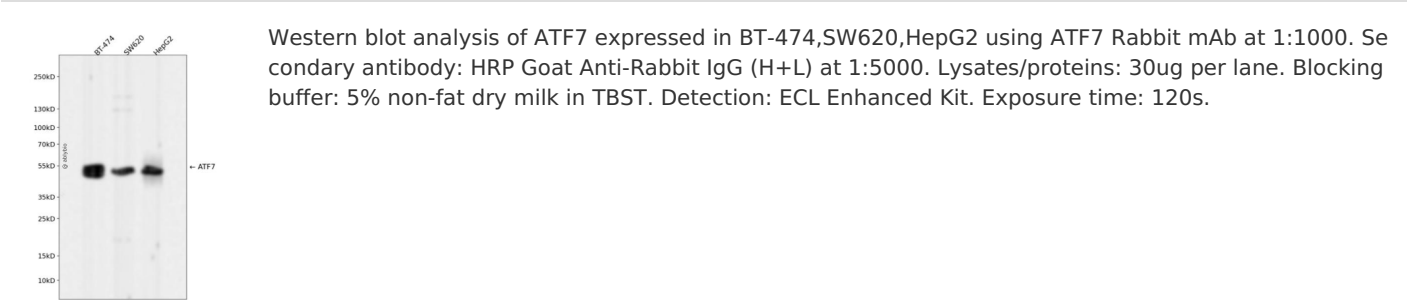 BT-474 SW620 HepG2
250kD
130kD
100kD
70kD
55kD
← ATF7
35kD
25kD
15kD
10kD
Western blot analysis of ATF7 expressed in BT-474,SW620,HepG2 using ATF7 Rabbit mAb at 1:1000. Se
condary antibody: HRP Goat Anti-Rabbit IgG (H+L) at 1:5000. Lysates/proteins: 30ug per lane. Blocking
buffer: 5% non-fat dry milk in TBST. Detection: ECL Enhanced Kit. Exposure time: 120s.